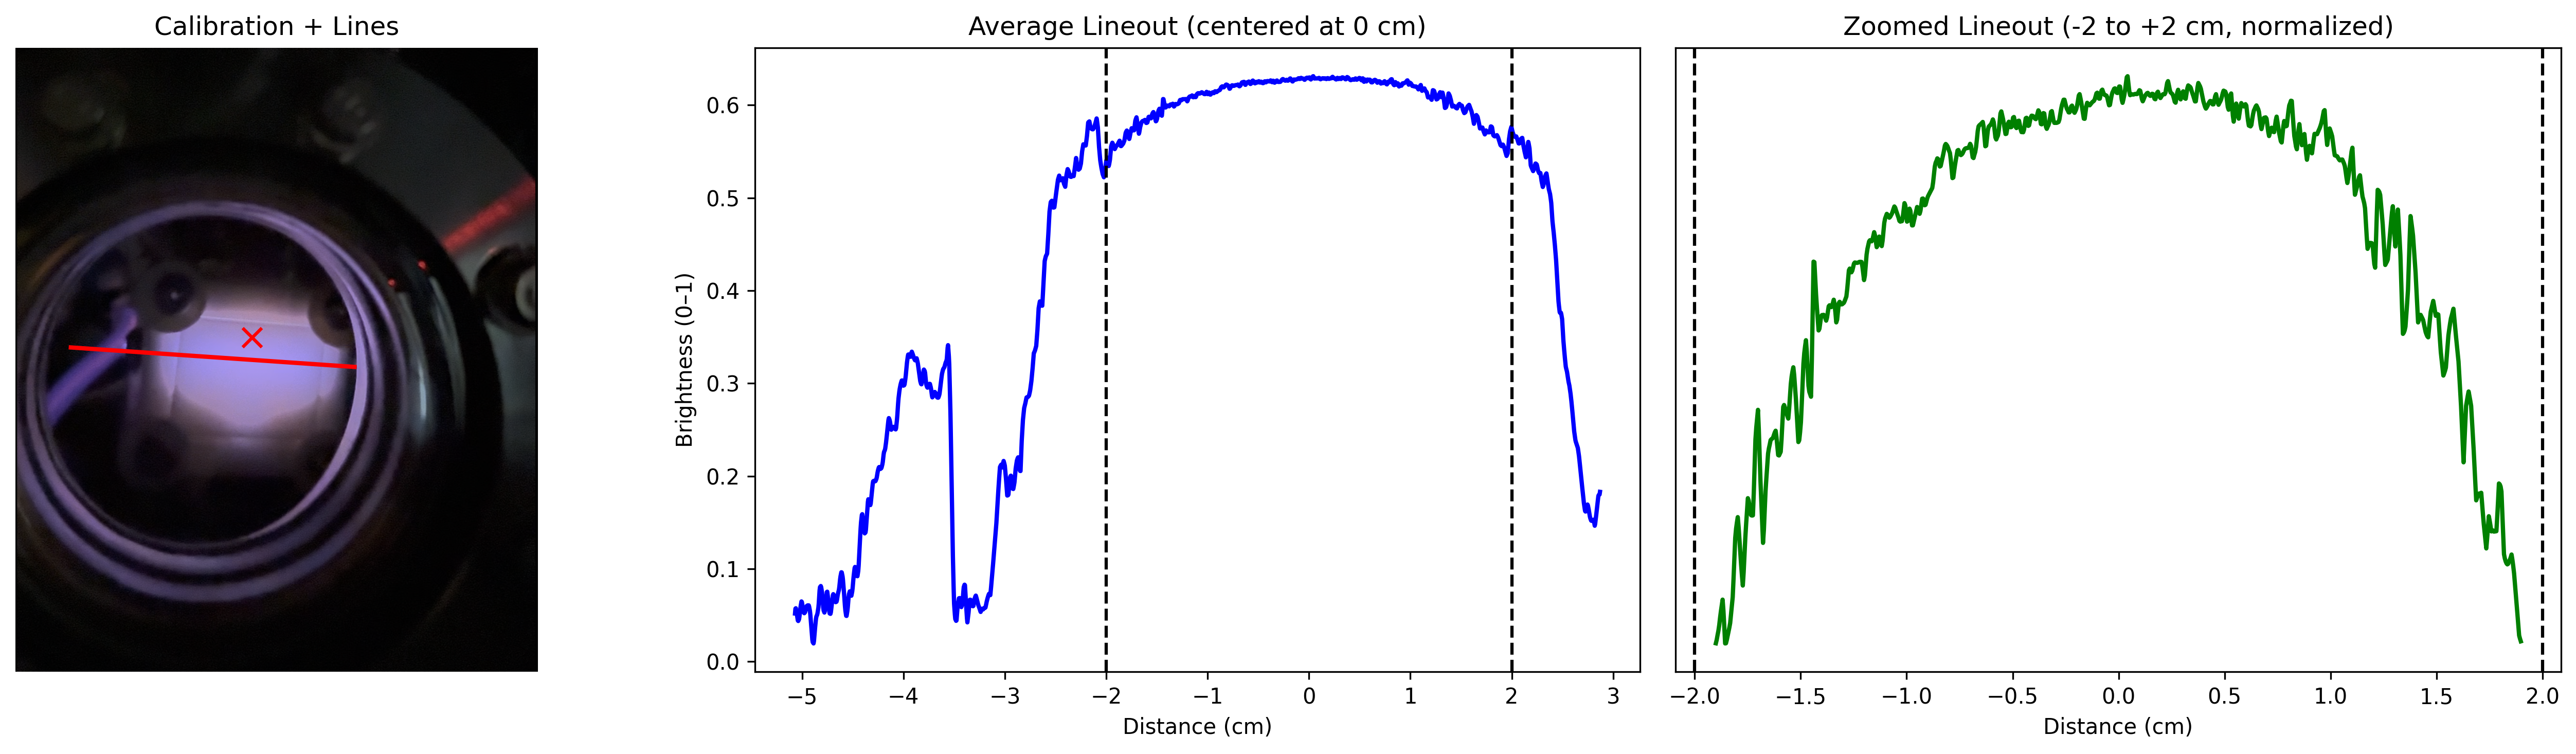 Calibration + Lines
Average Lineout (centered at 0 cm)
Zoomed Lineout (-2 to +2 cm, normalized)
Brightness (0–1)
0.6
0.5
0.4
0.3
0.2
0.1
0.0
−5 −4 −3 −2 −1 0 1 2 3
Distance (cm)
−2.0 −1.5 −1.0 −0.5 0.0 0.5 1.0 1.5 2.0
Distance (cm)